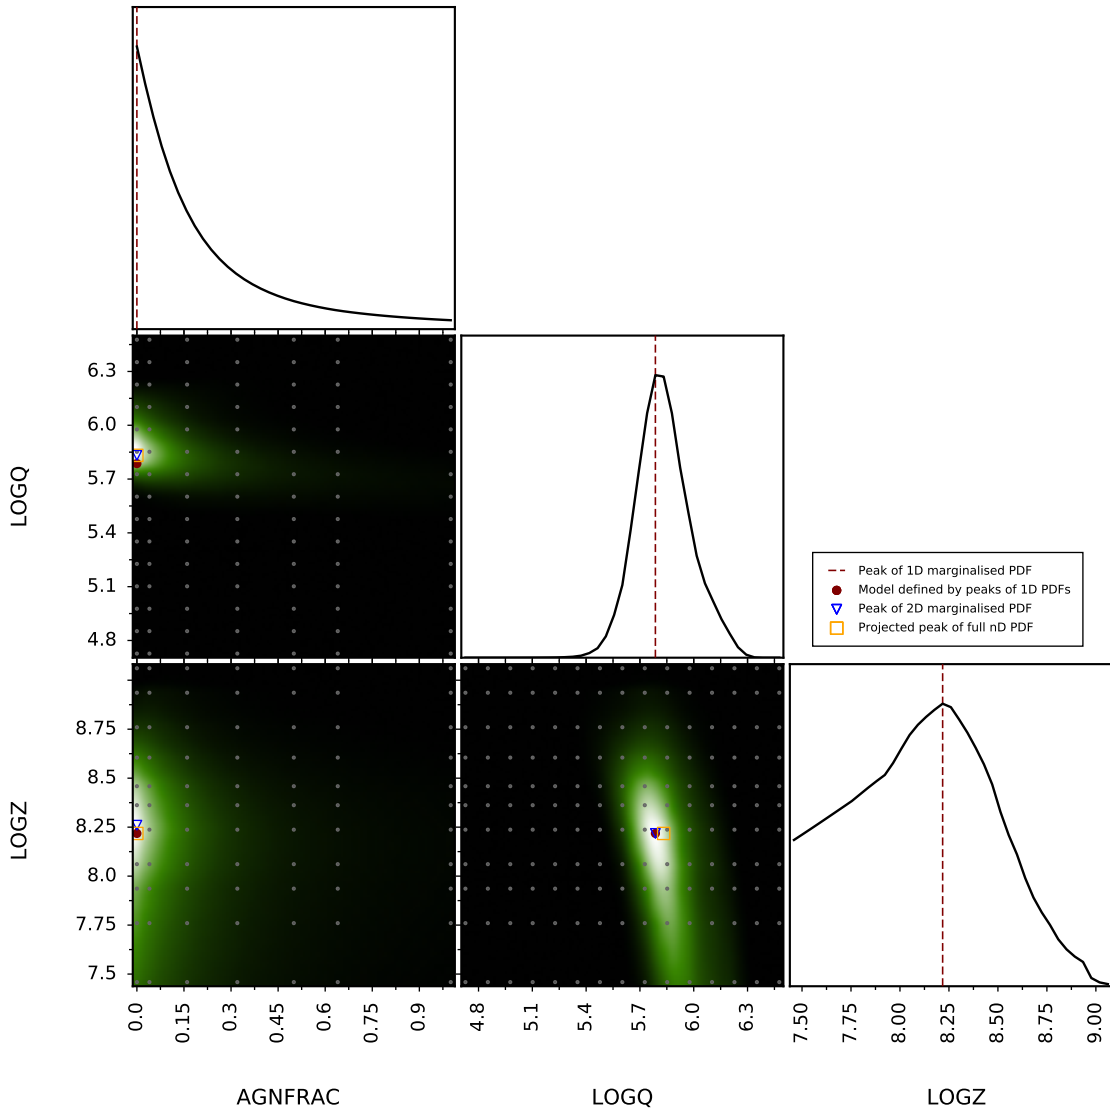 6.3
6.0
5.7
5.4
5.1
4.8
LOGQ
Peak of 1D marginalised PDF
Model defined by peaks of 1D PDFs
Peak of 2D marginalised PDF
Projected peak of full nD PDF
8.75
8.5
8.25
8.0
7.75
7.5
LOGZ
0.0 0.15 0.3 0.45 0.6 0.75 0.9
4.8 5.1 5.4 5.7 6.0 6.3
7.50 7.75 8.00 8.25 8.50 8.75 9.00
AGNFRAC LOGQ LOGZ